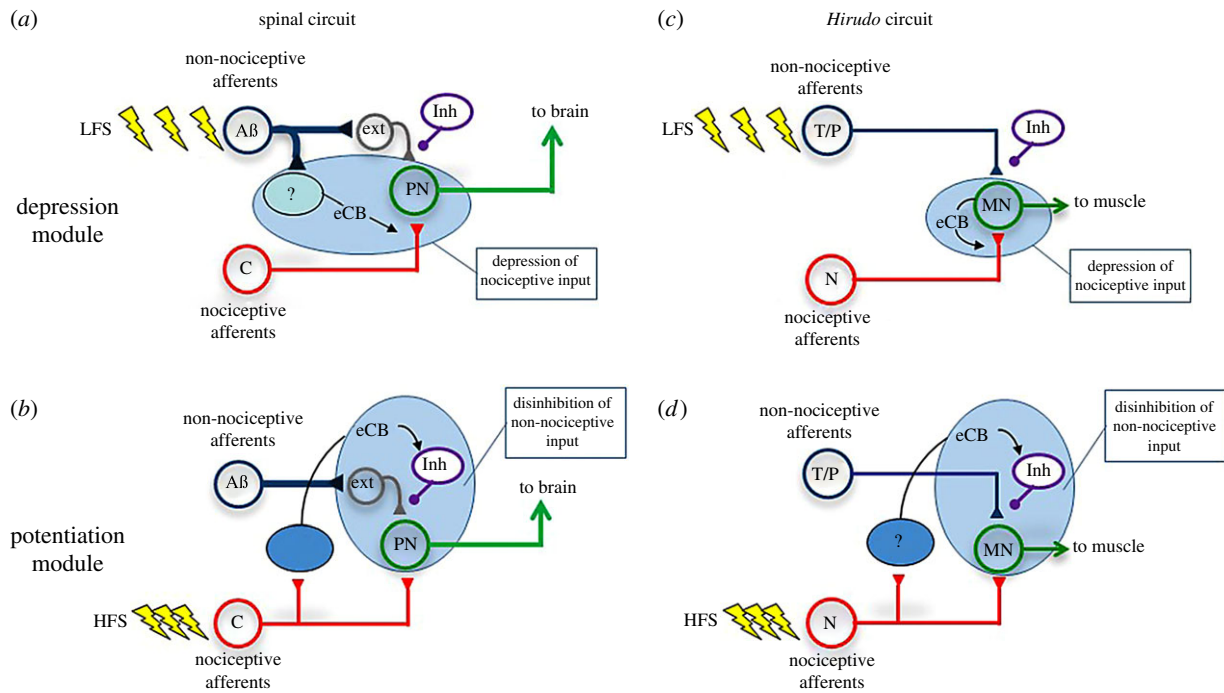 (a)
spinal circuit
non-nociceptive
afferents
LFS
Aß
ext
Inh
to brain
?
eCB
PN
depression
module
C
nociceptive
afferents
depression of
nociceptive input
(c)
Hirudo circuit
non-nociceptive
afferents
LFS
T/P
Inh
MN
to muscle
eCB
N
nociceptive
afferents
depression of
nociceptive input
(b)
non-nociceptive
afferents
eCB
disinhibition of
non-nociceptive
input
Aß
ext
Inh
to brain
PN
potentiation
module
HFS
C
nociceptive
afferents
(d)
non-nociceptive
afferents
eCB
disinhibition of
non-nociceptive
input
T/P
Inh
?
MN
to muscle
HFS
N
nociceptive
afferents